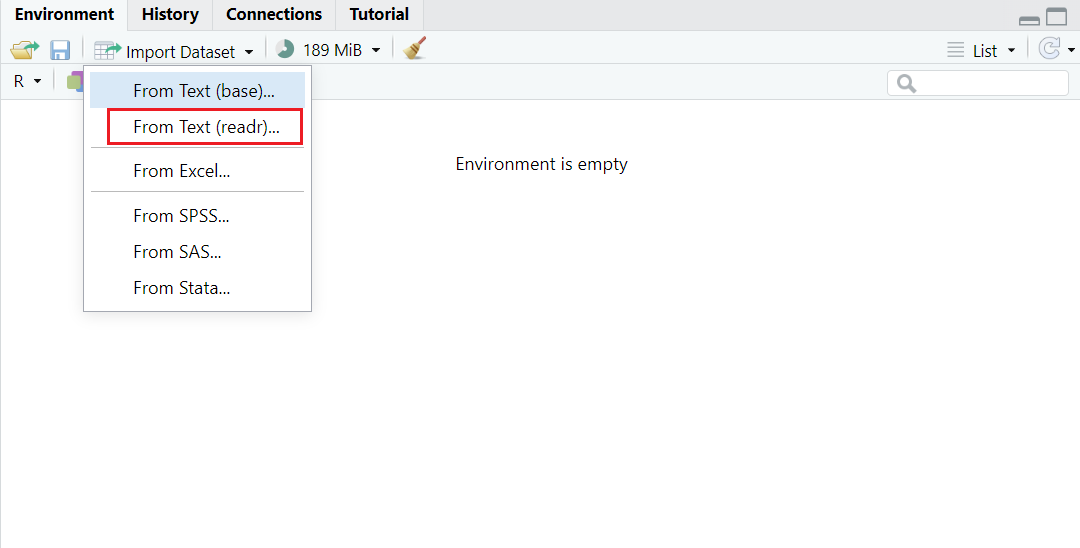 Environment History Connections Tutorial
Import Dataset 189 MiB List
R
From Text (base)...
From Text (readr)...
Environment is empty
From Excel...
From SPSS...
From SAS...
From Stata...